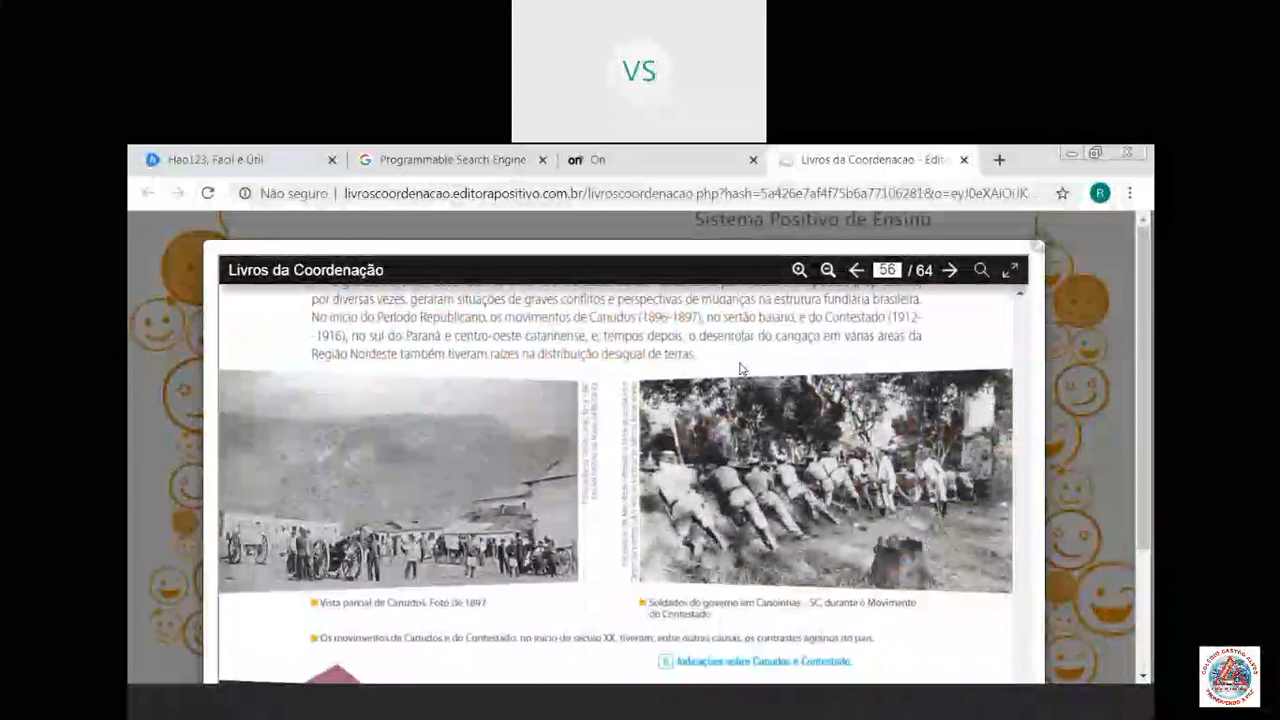 VS
Hao123, Fácil e Útil
Programmable Search Engine
on
On
Livros da Coordenacao - Edit
Não seguro
livroscoordenacao.editorapositivo.com.br/livroscoordenacao.php?hash=5a426e7af4f75b6a77106281&o=eyJ0eXAiOiJK...
R
Sistema Positivo de Ensino
Livros da Coordenação
56 / 64
por diversas vezes, geraram situações de graves conflitos e perspectivas de mudanças na estrutura fundiária brasileira.
No início do Período Republicano, os movimentos de Canudos (1896-1897), no sertão baiano, e do Contestado (1912-
-1916), no sul do Paraná e centro-oeste catarinense, e, tempos depois, o desenrolar do cangaço em várias áreas da
Região Nordeste também tiveram raízes na distribuição desigual de terras.
Vista parcial de Canudos. Foto de 1897
Soldados do governo em Canoinhas - SC, durante o Movimento
do Contestado
Os movimentos de Canudos e do Contestado, no início do século XX, tiveram, entre outras causas, os contrastes agrários do país.
Indicações sobre Canudos e Contestado.
COLÉGIO CASTRO ALVES